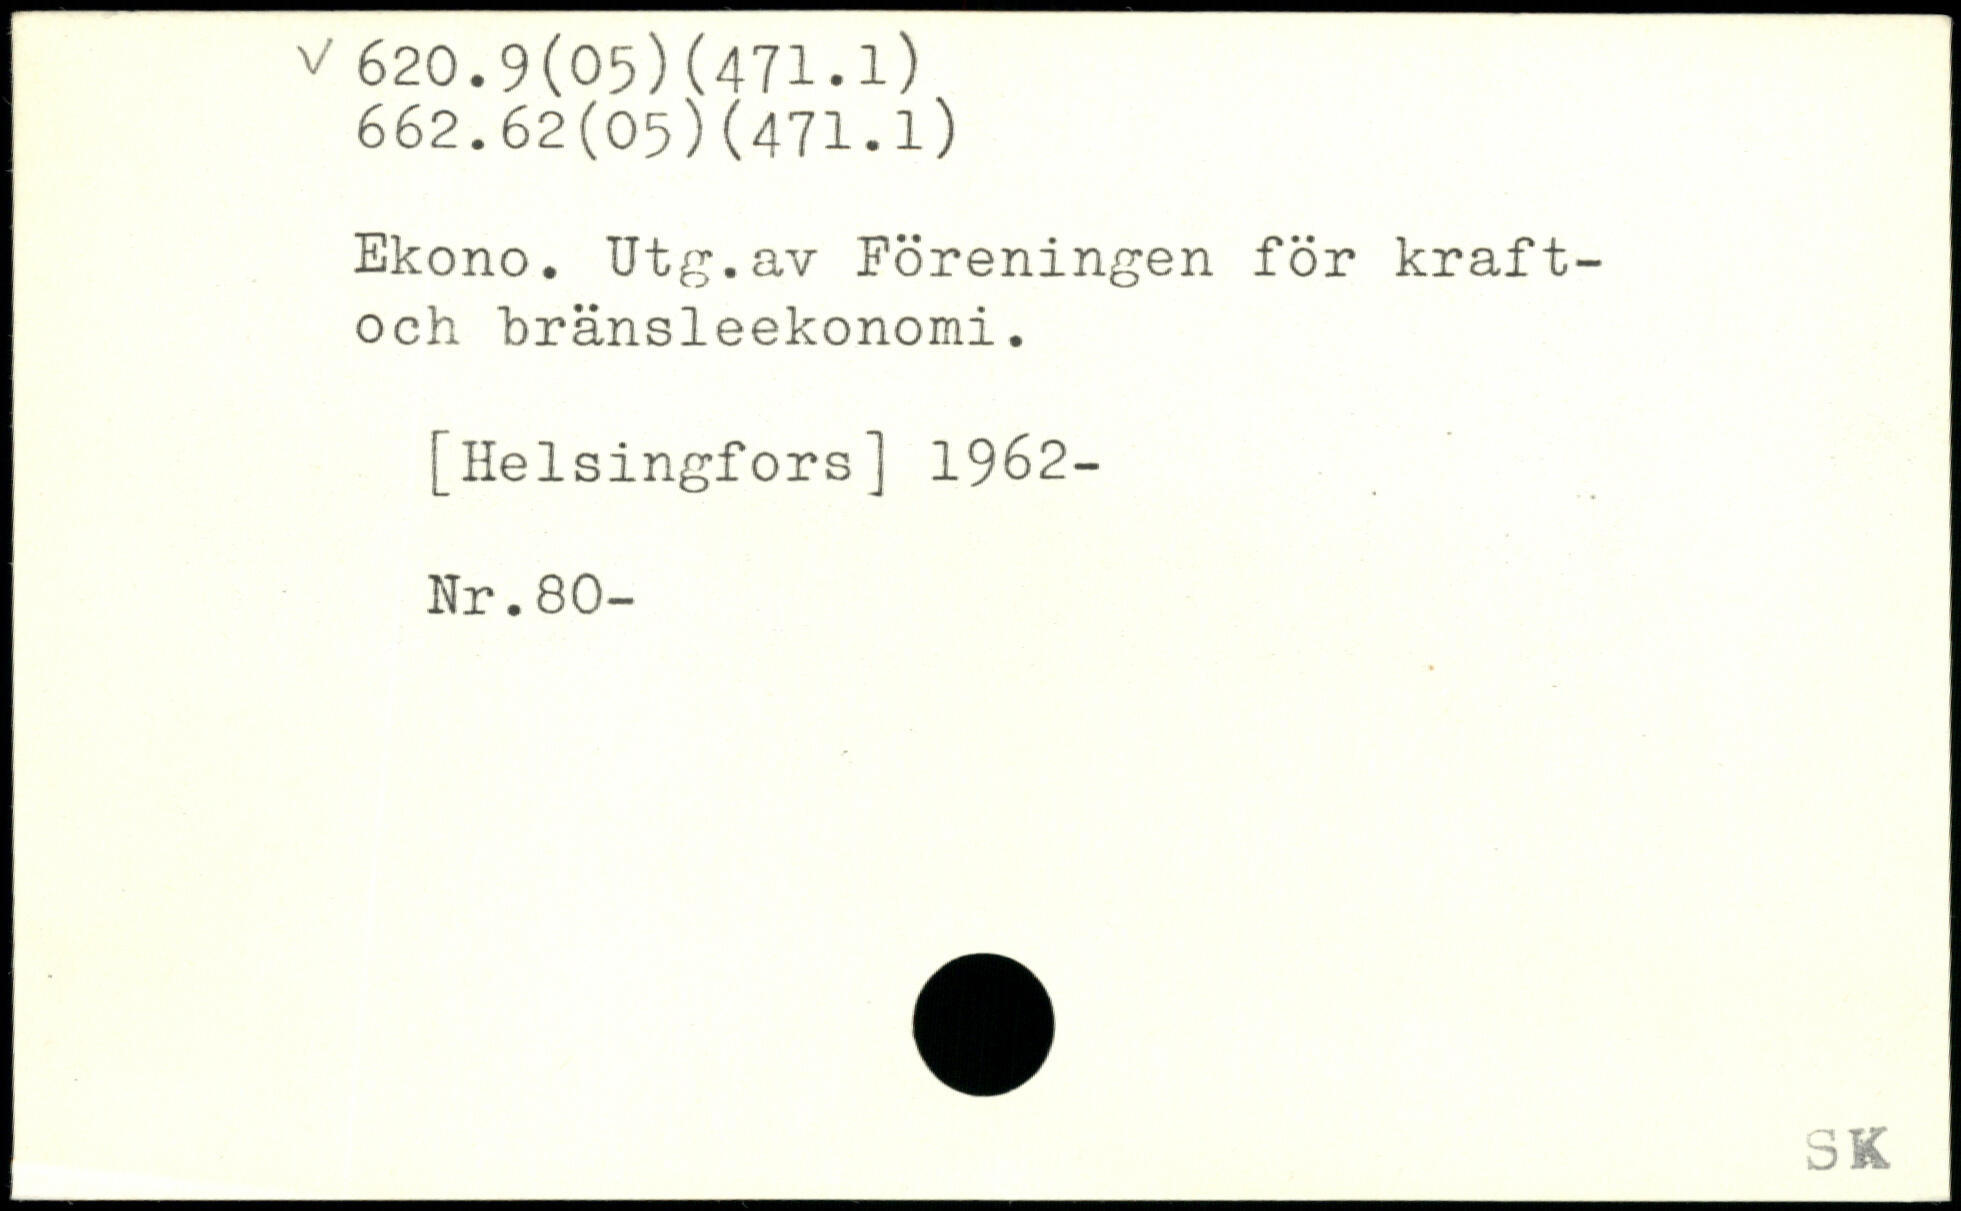 ✓ 620.9(05)(471.1)
662.62(05)(471.1)
Ekono. Utg.av Föreningen för kraft-
och bränsleekonomi.
[Helsingfors] 1962-
Nr.80-
SK